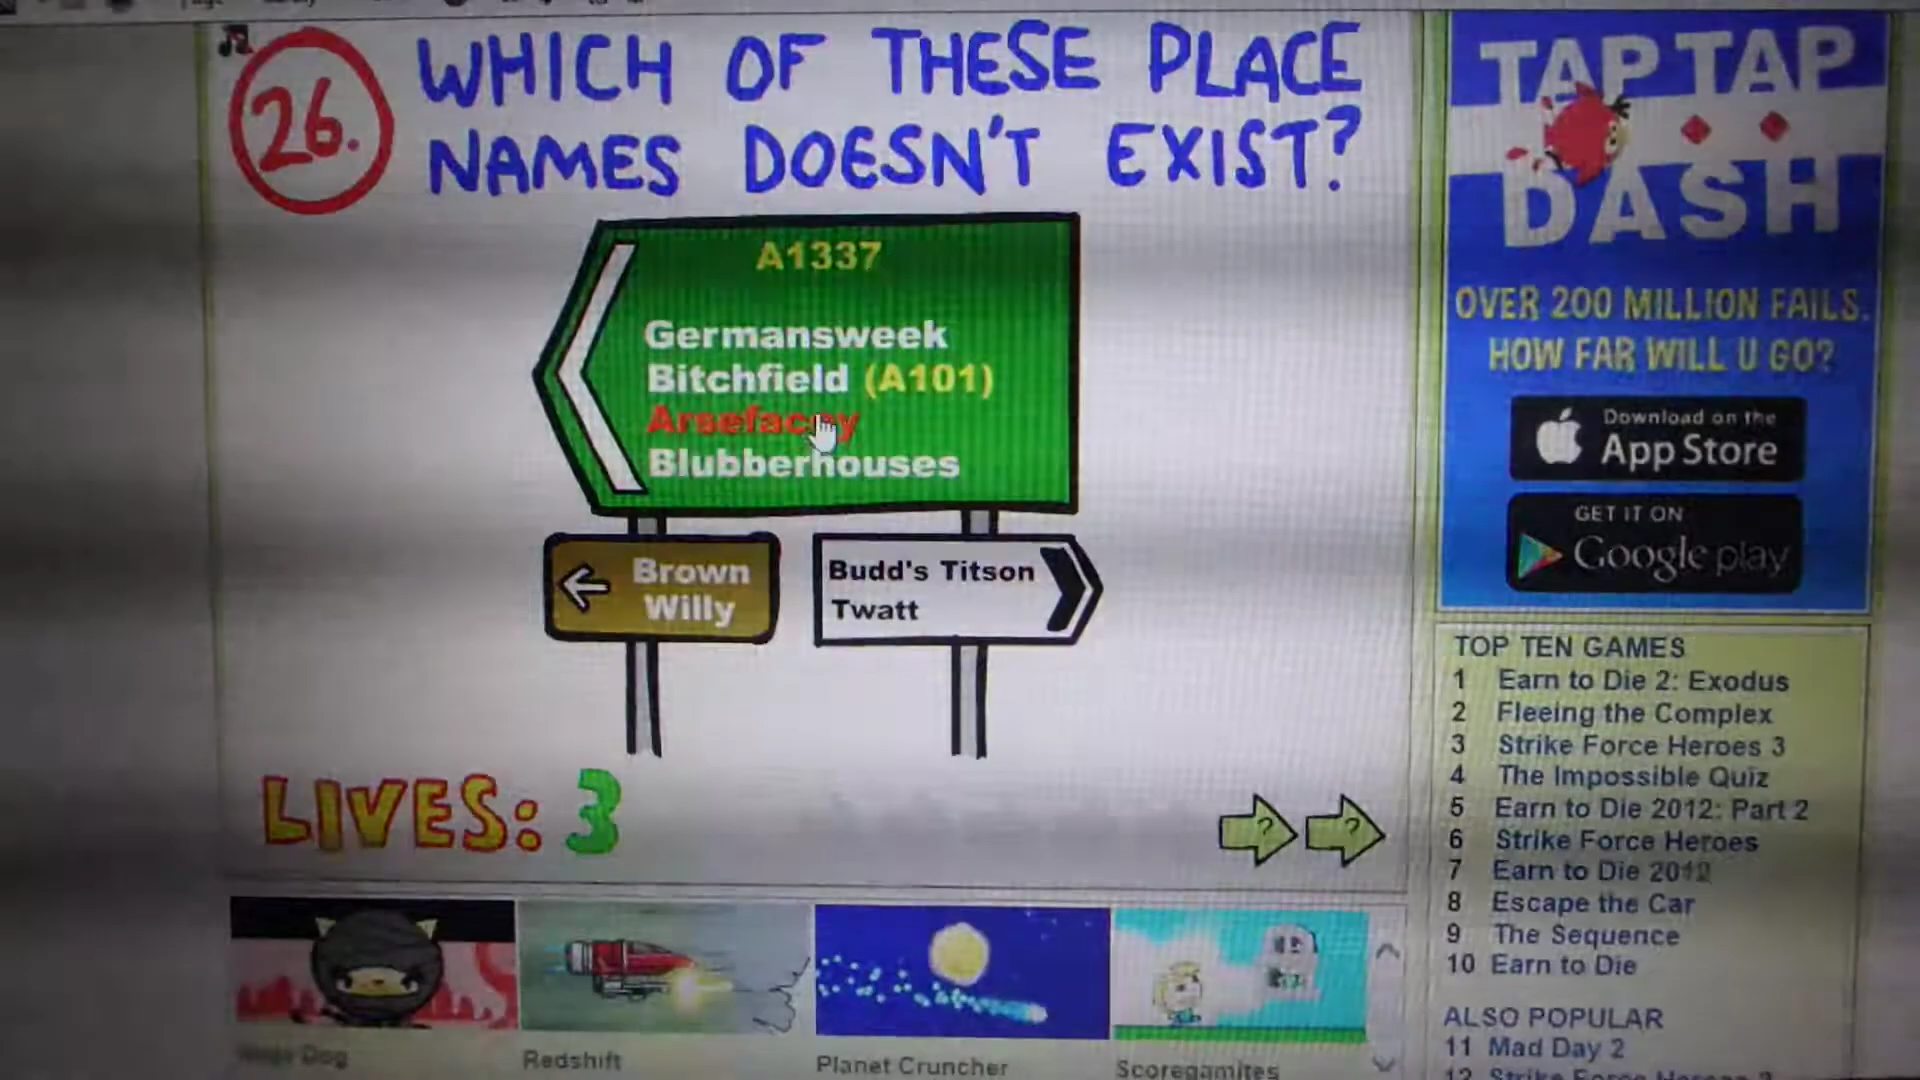 26.
WHICH OF THESE PLACE
NAMES DOESN'T EXIST?
A1337
Germansweek
Bitchfield (A101)
Blubberhouses
Brown
Willy
Budd's Titson
Twatt
LIVES: 3
? ?
Redshift
Planet Cruncher
Scoregamites
TAP TAP
DASH
OVER 200 MILLION FAILS.
HOW FAR WILL U GO?
Download on the
App Store
GET IT ON
Google play
TOP TEN GAMES
1 Earn to Die 2: Exodus
2 Fleeing the Complex
3 Strike Force Heroes 3
4 The Impossible Quiz
5 Earn to Die 2012: Part 2
6 Strike Force Heroes
7 Earn to Die 2012
8 Escape the Car
9 The Sequence
10 Earn to Die
ALSO POPULAR
11 Mad Day 2